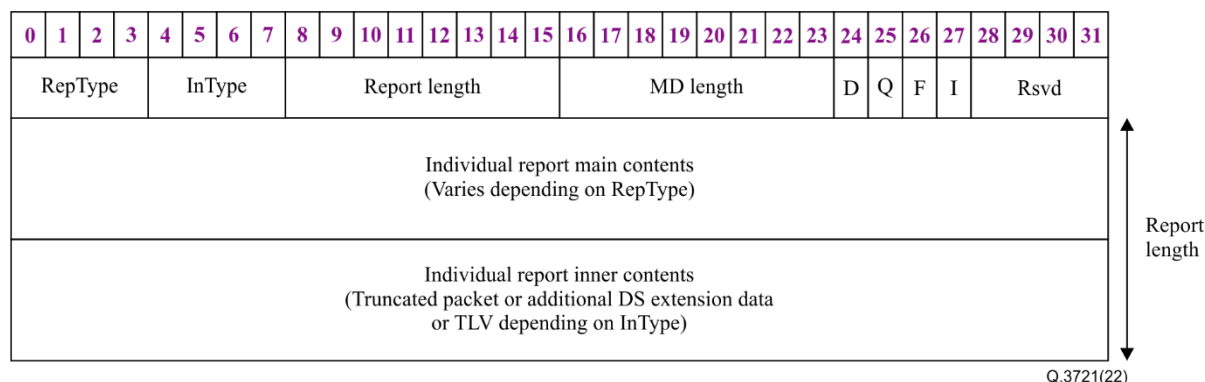 0 1 2 3 4 5 6 7 8 9 10 11 12 13 14 15 16 17 18 19 20 21 22 23 24 25 26 27 28 29 30 31
RepType InType Report length MD length D Q F I Rsvd
Individual report main contents
(Varies depending on RepType)
Report
length
Individual report inner contents
(Truncated packet or additional DS extension data
or TLV depending on InType)
Q.3721(22)